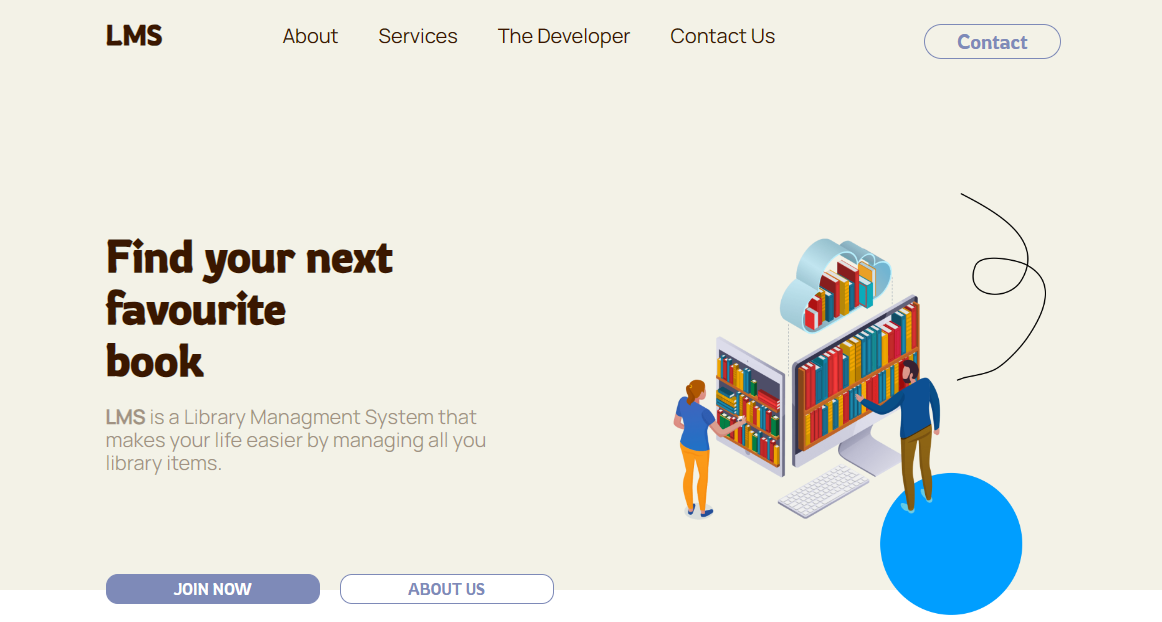 LMS
About
Services
The Developer
Contact Us
Contact
Find your next
favourite
book
LMS is a Library Managment System that
makes your life easier by managing all you
library items.
JOIN NOW
ABOUT US